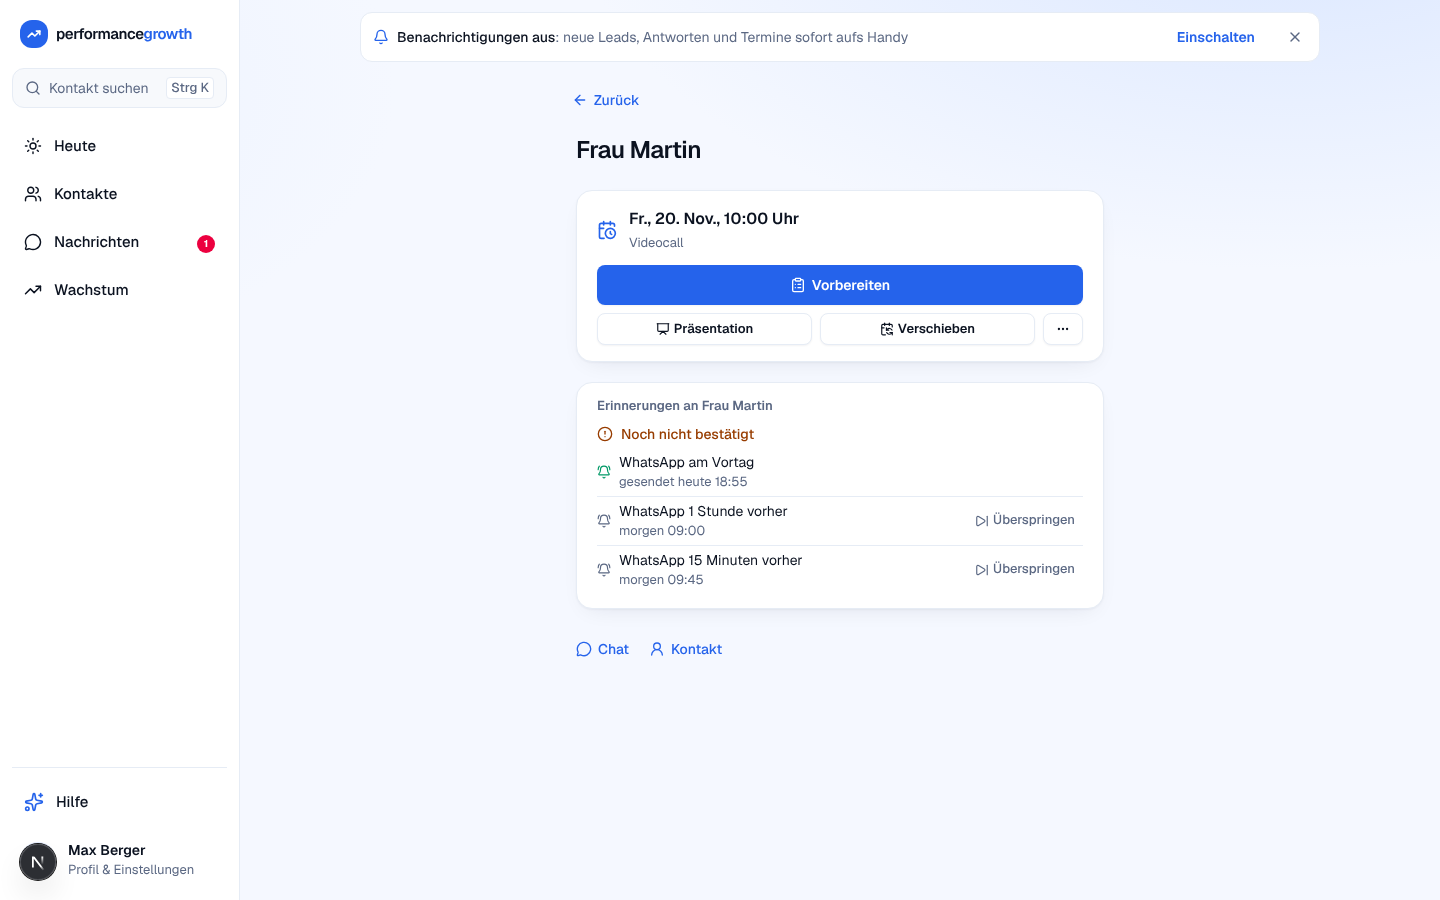 performancegrowth
Kontakt suchen Strg K
Heute
Kontakte
Nachrichten 1
Wachstum
Hilfe
N
Max Berger
Profil & Einstellungen
Benachrichtigungen aus: neue Leads, Antworten und Termine sofort aufs Handy Einschalten
Zurück
Frau Martin
Fr., 20. Nov., 10:00 Uhr
Videocall
Vorbereiten
Präsentation Verschieben
Erinnerungen an Frau Martin
Noch nicht bestätigt
WhatsApp am Vortag
gesendet heute 18:55
WhatsApp 1 Stunde vorher
morgen 09:00
Überspringen
WhatsApp 15 Minuten vorher
morgen 09:45
Überspringen
Chat Kontakt